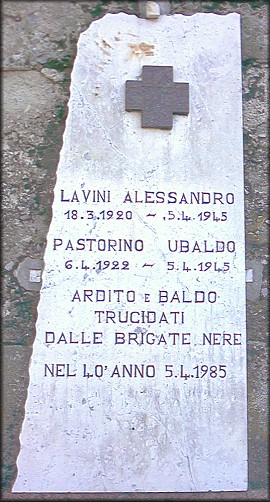 LAVINI ALESSANDRO
18.3.1920 ~ 5.4.1945
PASTORINO UBALDO
6.4.1922 ~ 5.4.1945
ARDITO E BALDO
TRUCIDATI
DALLE BRIGATE NERE
NEL 40° ANNO 5.4.1985